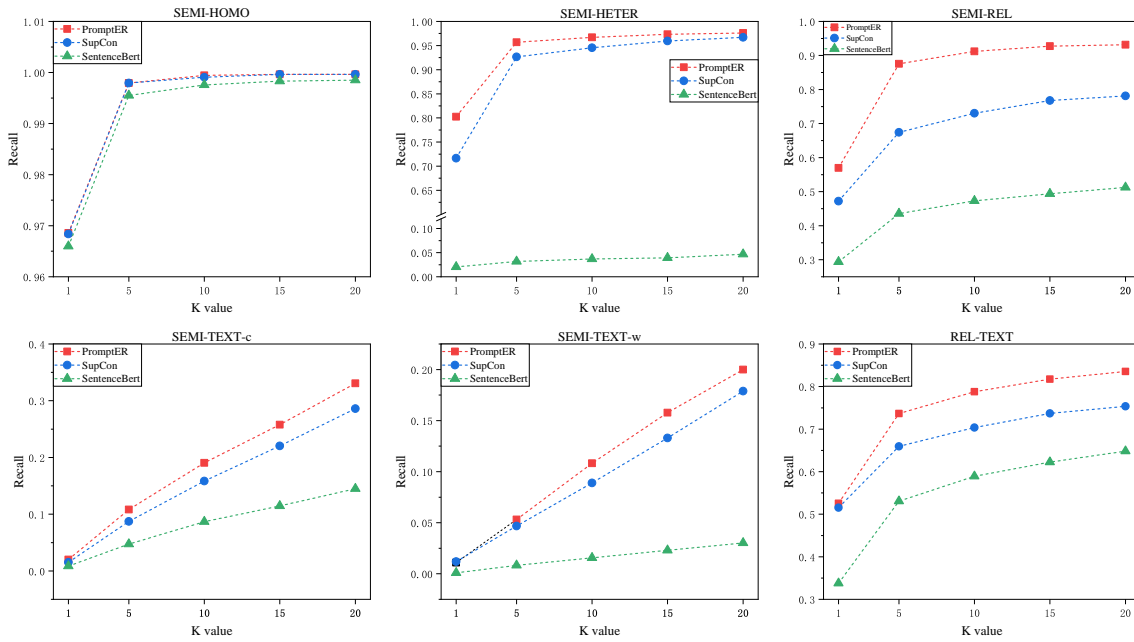 SEMI-HOMO
1.01
1.00
0.99
0.98
0.97
0.96
Recall
PromptER
SupCon
SentenceBert
1 5 10 15 20
K value
SEMI-HETER
1.00
0.95
0.90
0.85
0.80
0.75
0.70
0.65
0.10
0.05
0.00
Recall
PromptER
SupCon
SentenceBert
1 5 10 15 20
K value
SEMI-REL
1.0
0.9
0.8
0.7
0.6
0.5
0.4
0.3
Recall
PromptER
SupCon
SentenceBert
1 5 10 15 20
K value
SEMI-TEXT-c
0.4
0.3
0.2
0.1
0.0
Recall
PromptER
SupCon
SentenceBert
1 5 10 15 20
K value
SEMI-TEXT-w
0.20
0.15
0.10
0.05
0.00
Recall
PromptER
SupCon
SentenceBert
1 5 10 15 20
K value
REL-TEXT
0.9
0.8
0.7
0.6
0.5
0.4
0.3
Recall
PromptER
SupCon
SentenceBert
1 5 10 15 20
K value